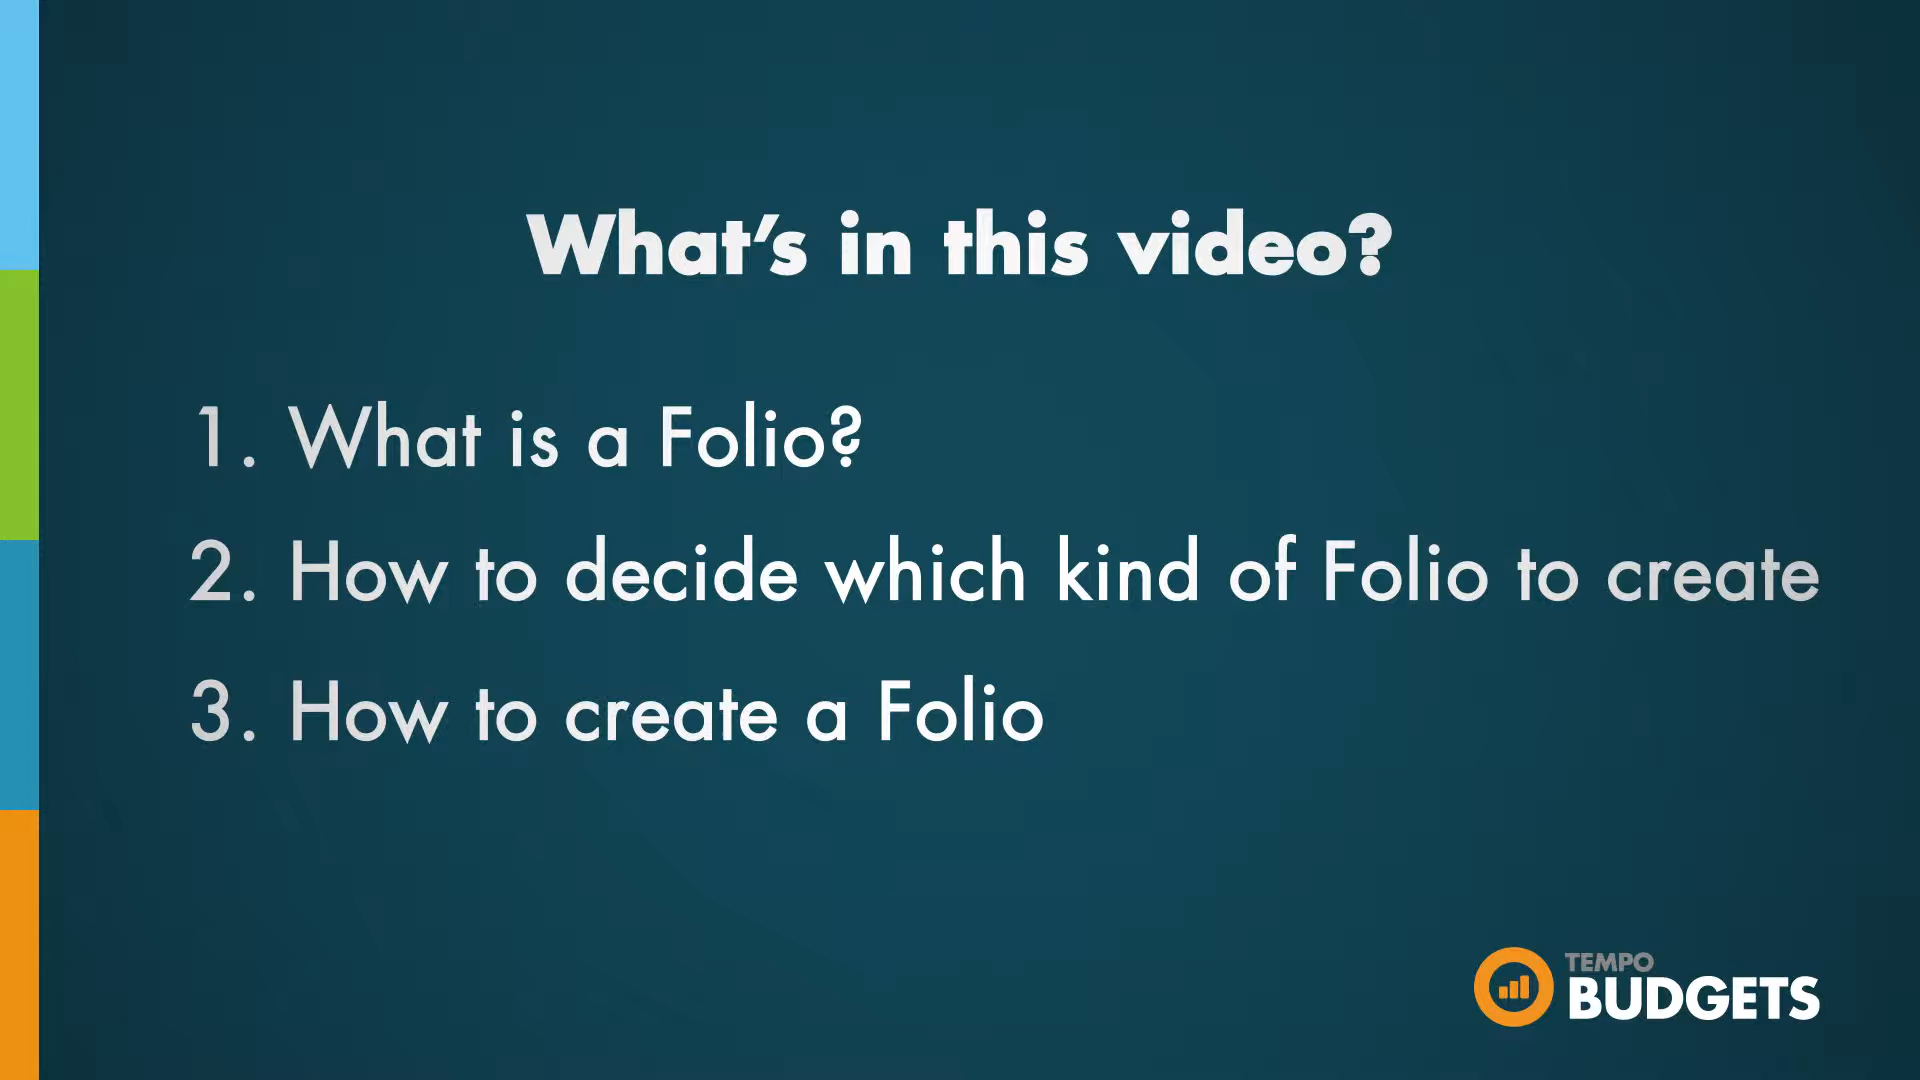 What's in this video?
1. What is a Folio?
2. How to decide which kind of Folio to create
3. How to create a Folio
TEMPO
BUDGETS